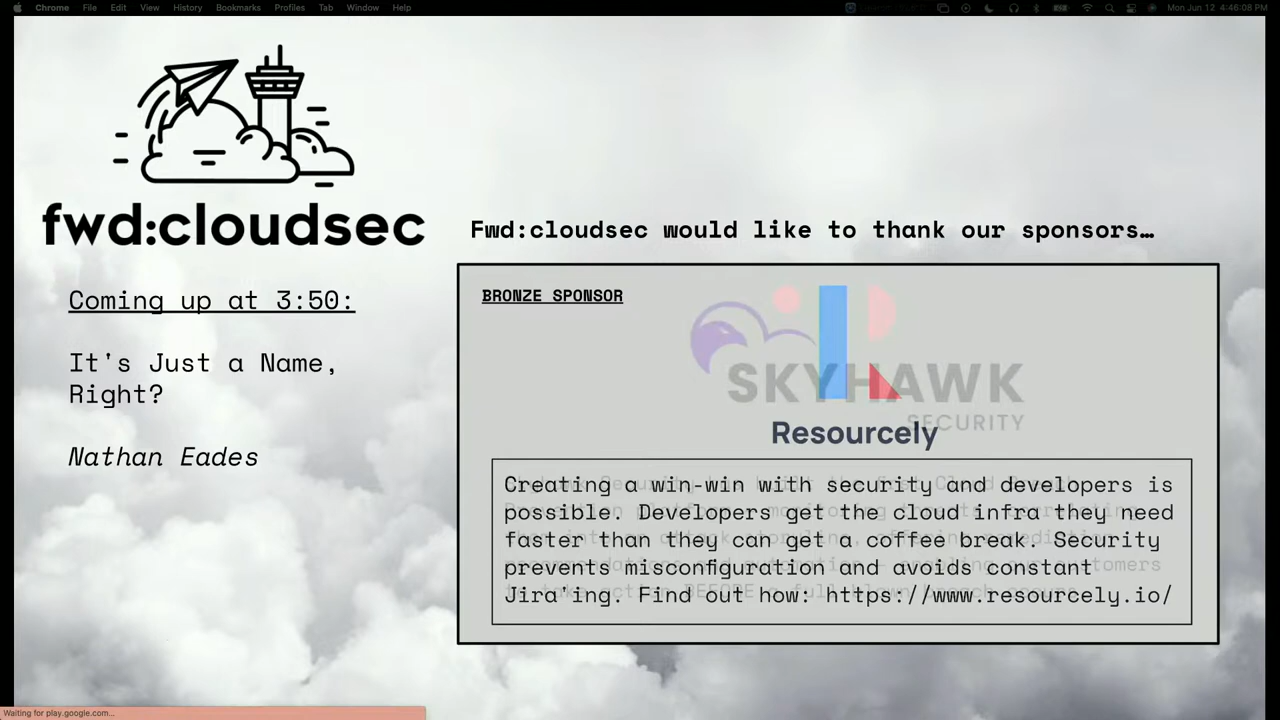 Chrome File Edit View History Bookmarks Profiles Tab Window Help
Mon Jun 12 4:46:08 PM
fwd:cloudsec
Coming up at 3:50:
It's Just a Name,
Right?
Nathan Eades
Fwd:cloudsec would like to thank our sponsors…
BRONZE SPONSOR
SKYHAWK
SECURITY
Resourcely
Creating a win-win with security and developers is
possible. Developers get the cloud infra they need
faster than they can get a coffee break. Security
prevents misconfiguration and avoids constant
Jira'ing. Find out how: https://www.resourcely.io/
Waiting for play.google.com...